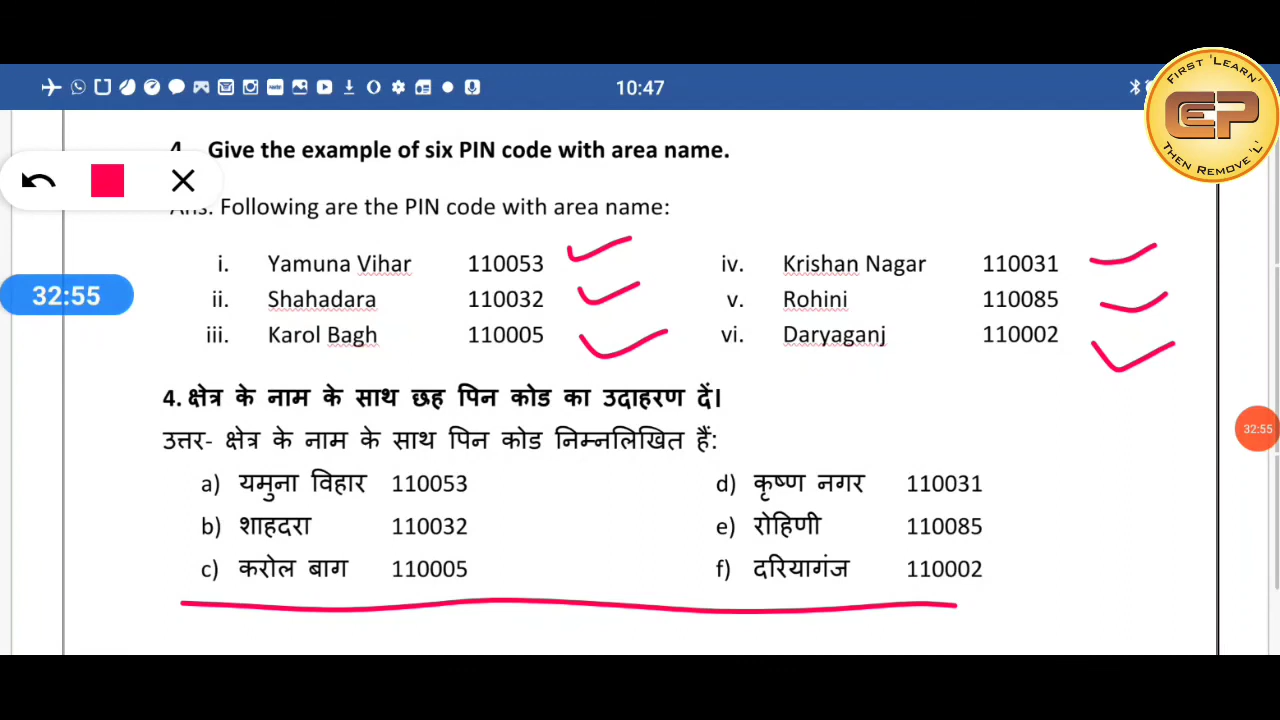 10:47
FIRST 'LEARN'
EP
THEN REMOVE 'L'
Give the example of six PIN code with area name.
Ans. Following are the PIN code with area name:
32:55
i. Yamuna Vihar 110053 iv. Krishan Nagar 110031
ii. Shahadara 110032 v. Rohini 110085
iii. Karol Bagh 110005 vi. Daryaganj 110002
4. क्षेत्र के नाम के साथ छह पिन कोड का उदाहरण दें।
उत्तर- क्षेत्र के नाम के साथ पिन कोड निम्नलिखित हैं:
32:55
a) यमुना विहार 110053 d) कृष्ण नगर 110031
b) शाहदरा 110032 e) रोहिणी 110085
c) करोल बाग 110005 f) दरियागंज 110002